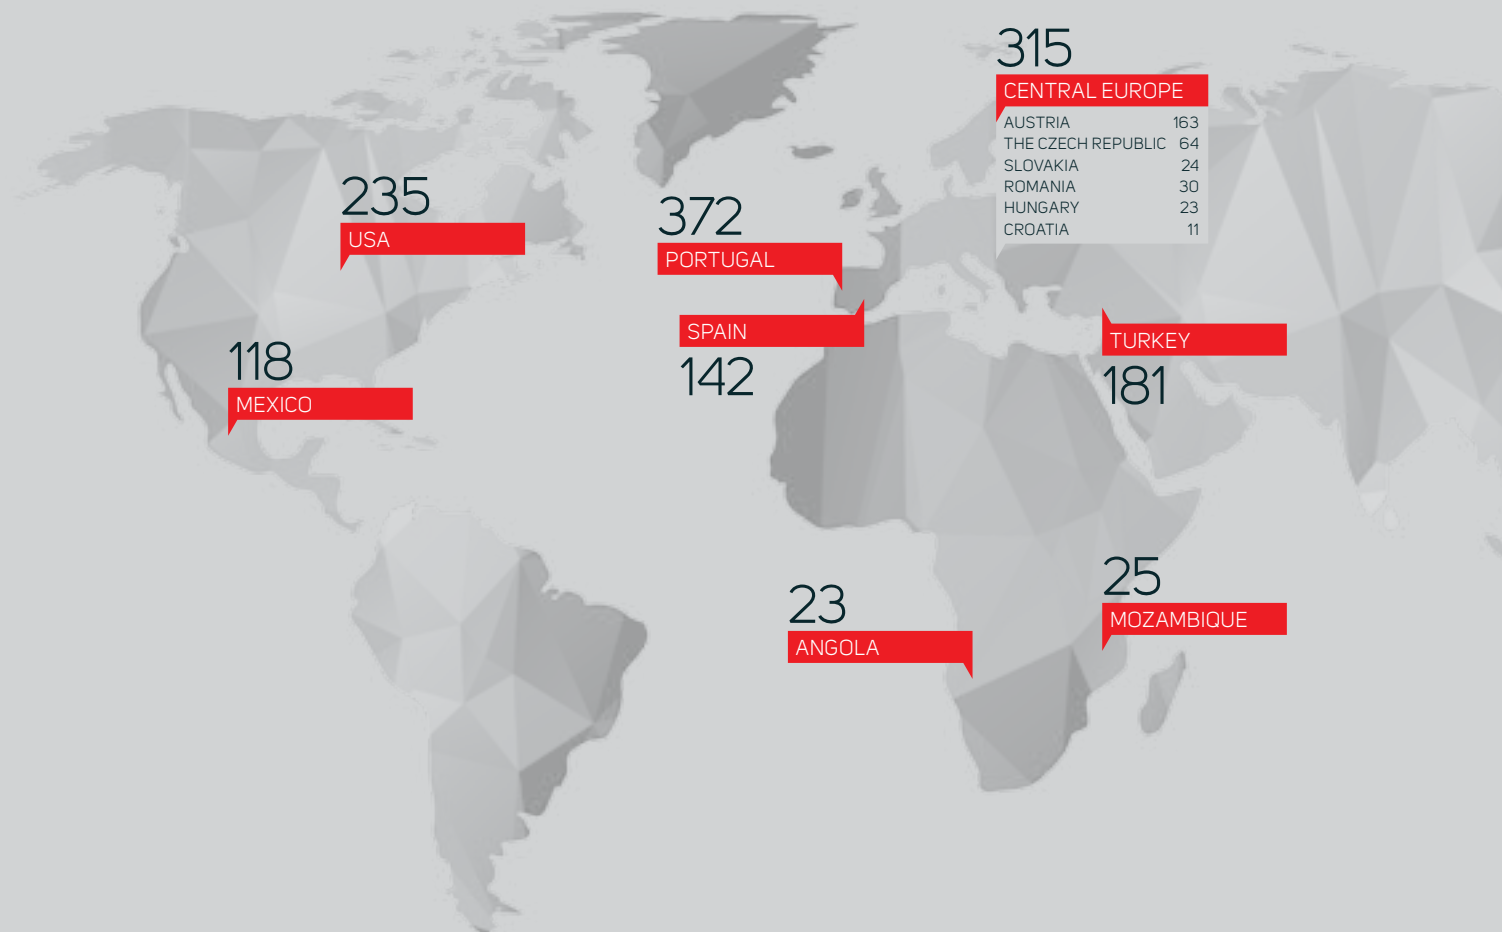 315
CENTRAL EUROPE
AUSTRIA 163
THE CZECH REPUBLIC 64
SLOVAKIA 24
ROMANIA 30
HUNGARY 23
CROATIA 11
235
USA
372
PORTUGAL
SPAIN
142
TURKEY
181
118
MEXICO
25
MOZAMBIQUE
23
ANGOLA